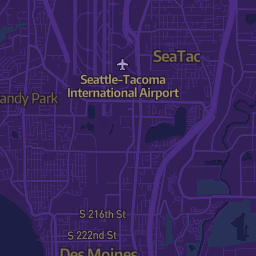 SeaTac
Seattle-Tacoma
International Airport
andy Park
S 216th St
S 222nd St
Des Moines